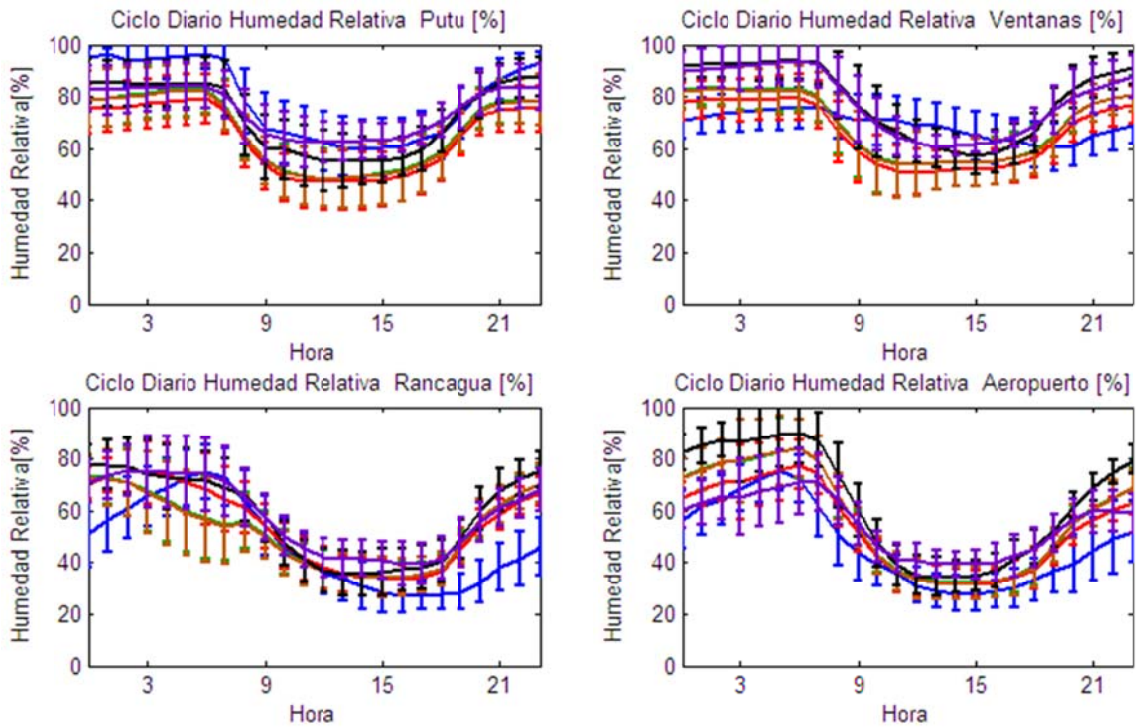 Ciclo Diario Humedad Relativa Putu [%]
Humedad Relativa[%]
100
80
60
40
20
0
3 9 15 21
Hora
Ciclo Diario Humedad Relativa Ventanas [%]
Humedad Relativa[%]
100
80
60
40
20
0
3 9 15 21
Hora
Ciclo Diario Humedad Relativa Rancagua [%]
Humedad Relativa[%]
100
80
60
40
20
0
3 9 15 21
Hora
Ciclo Diario Humedad Relativa Aeropuerto [%]
Humedad Relativa[%]
100
80
60
40
20
0
3 9 15 21
Hora